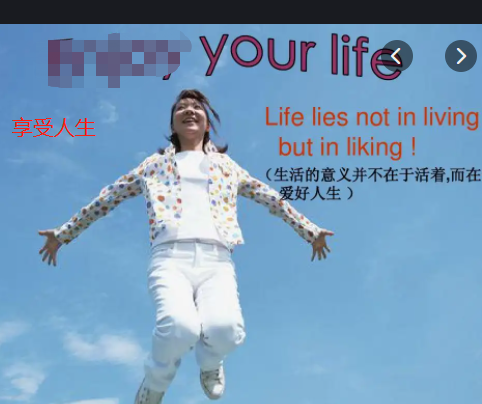 your life
享受人生
Life lies not in living
but in liking !
（生活的意义并不在于活着,而在
爱好人生 ）